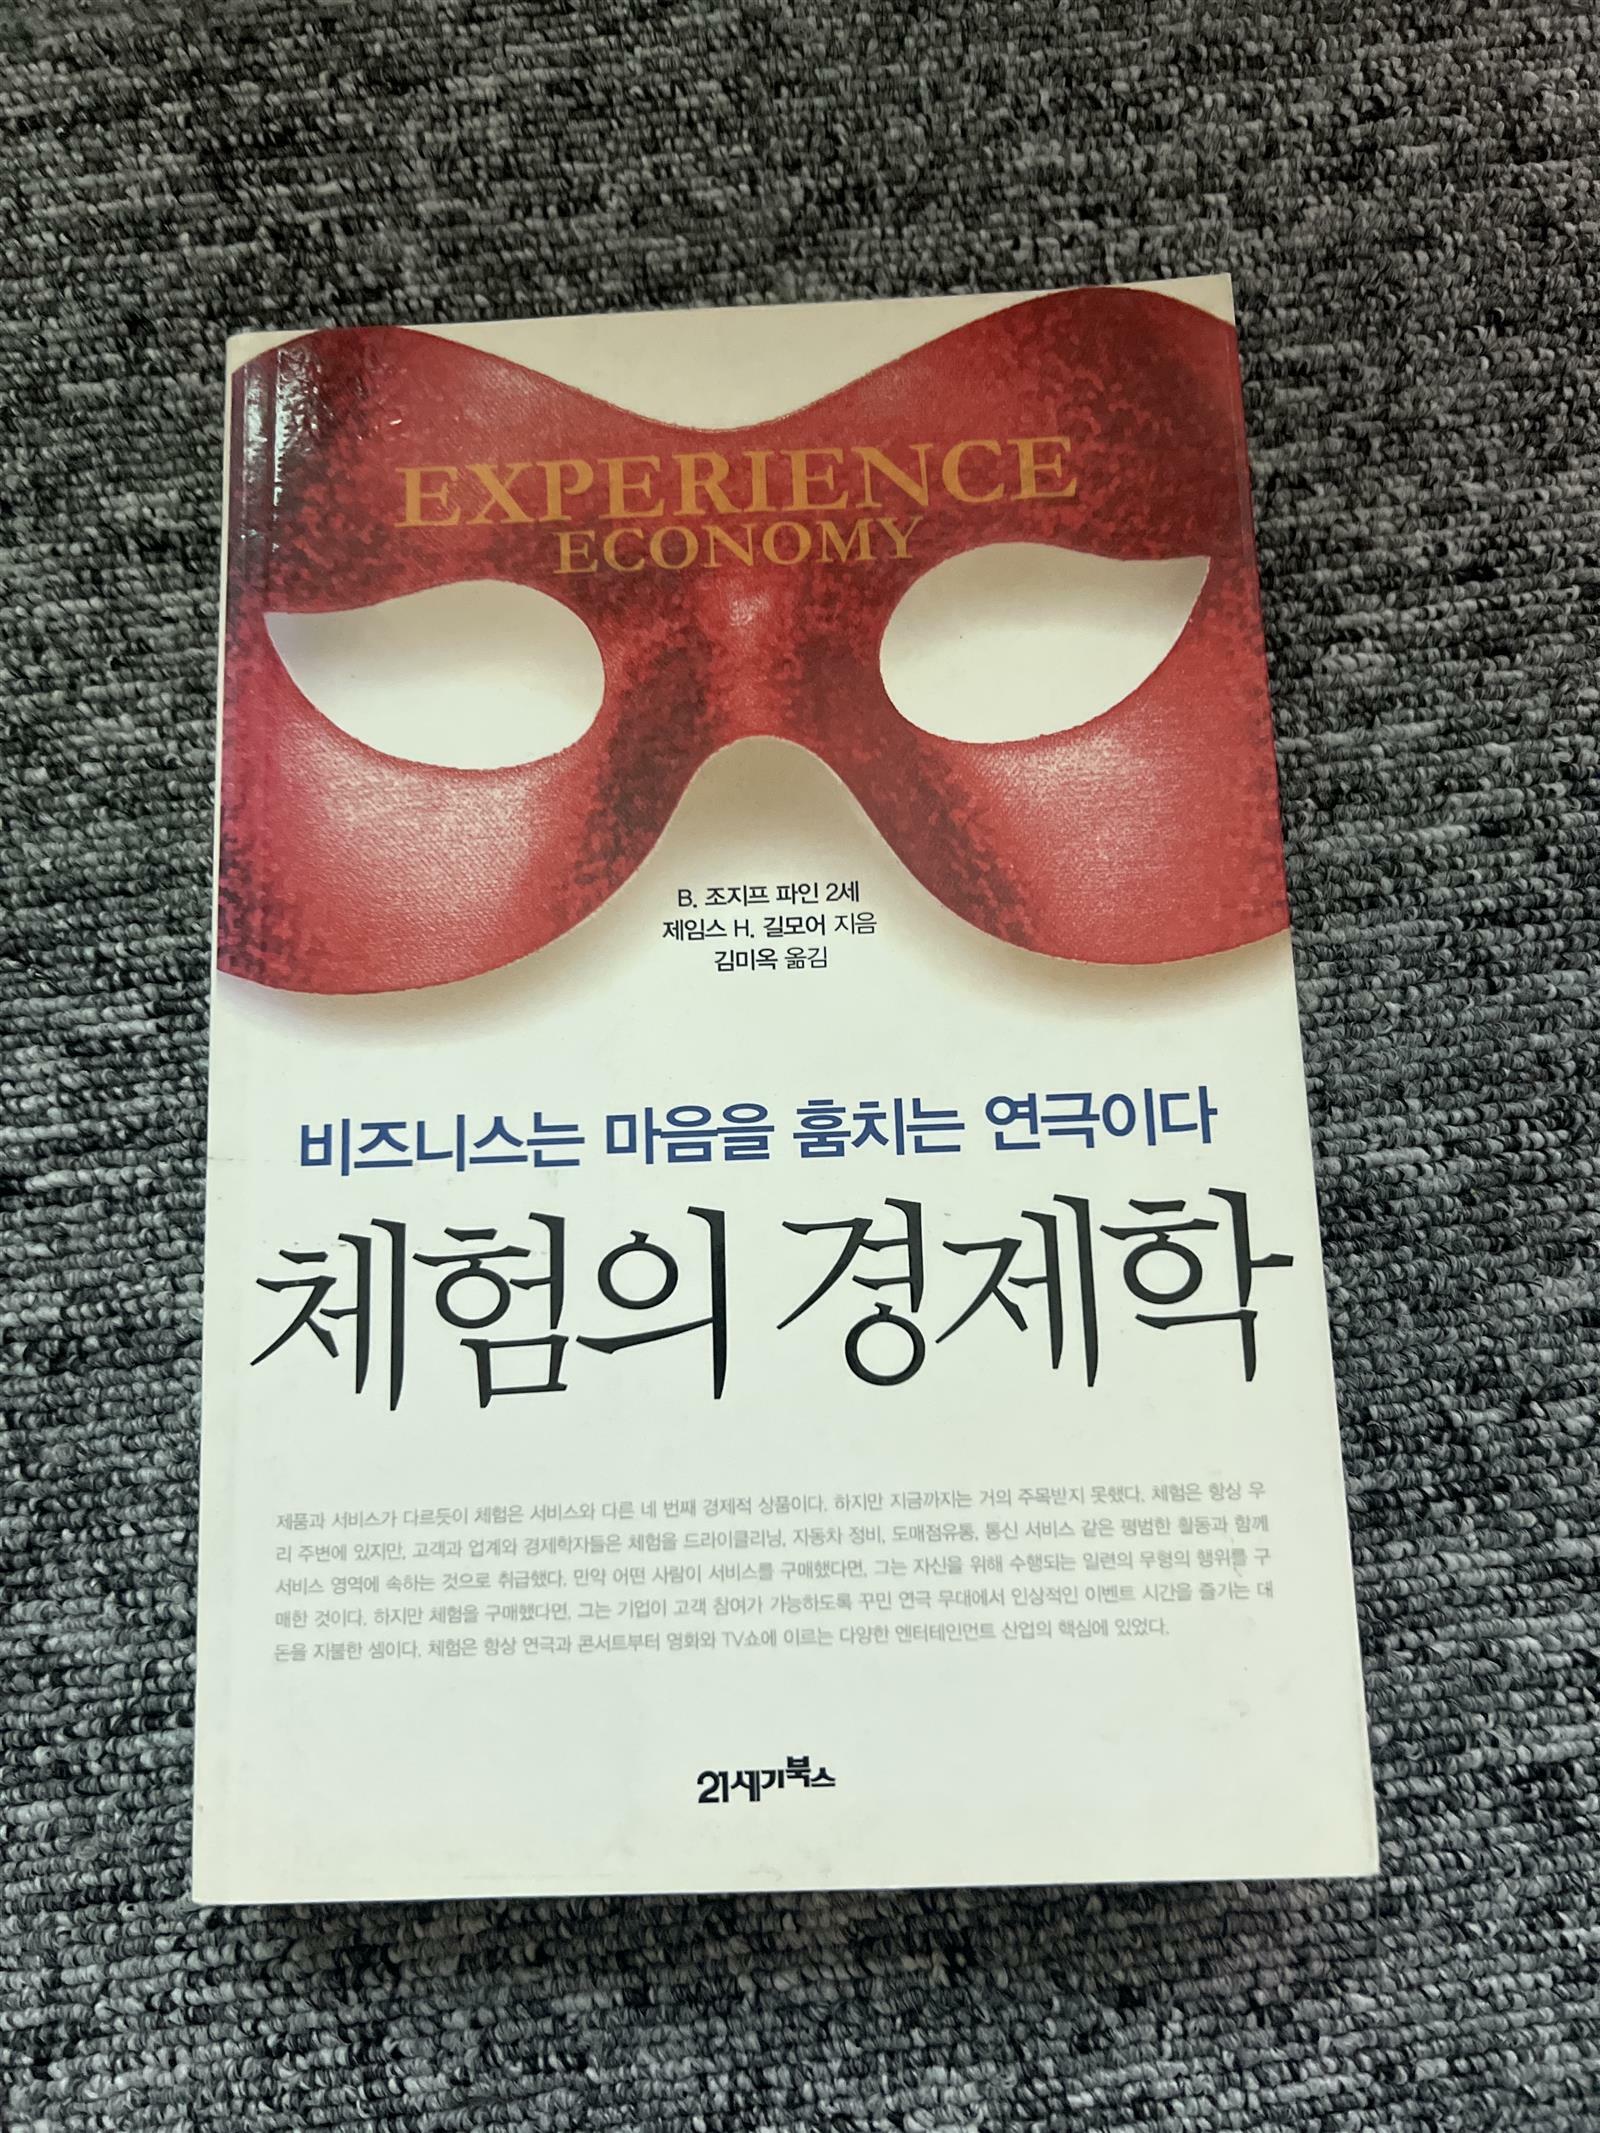 EXPERIENCE
ECONOMY
B. 조지프 파인 2세
제임스 H. 길모어 지음
김미옥 옮김
비즈니스는 마음을 훔치는 연극이다
체험의 경제학
제품과 서비스가 다르듯이 체험은 서비스와 다른 네 번째 경제적 상품이다. 하지만 지금까지는 거의 주목받지 못했다. 체험은 항상 우
리 주변에 있지만, 고객과 업계와 경제학자들은 체험을 드라이클리닝, 자동차 정비, 도매점유통, 통신 서비스 같은 평범한 활동과 함께
서비스 영역에 속하는 것으로 취급했다. 만약 어떤 사람이 서비스를 구매했다면, 그는 자신을 위해 수행되는 일련의 무형의 행위를 구
매한 것이다. 하지만 체험을 구매했다면, 그는 기업이 고객 참여가 가능하도록 꾸민 연극 무대에서 인상적인 이벤트 시간을 즐기는 데
돈을 지불한 셈이다. 체험은 항상 연극과 콘서트부터 영화와 TV쇼에 이르는 다양한 엔터테인먼트 산업의 핵심에 있었다.
21세기북스